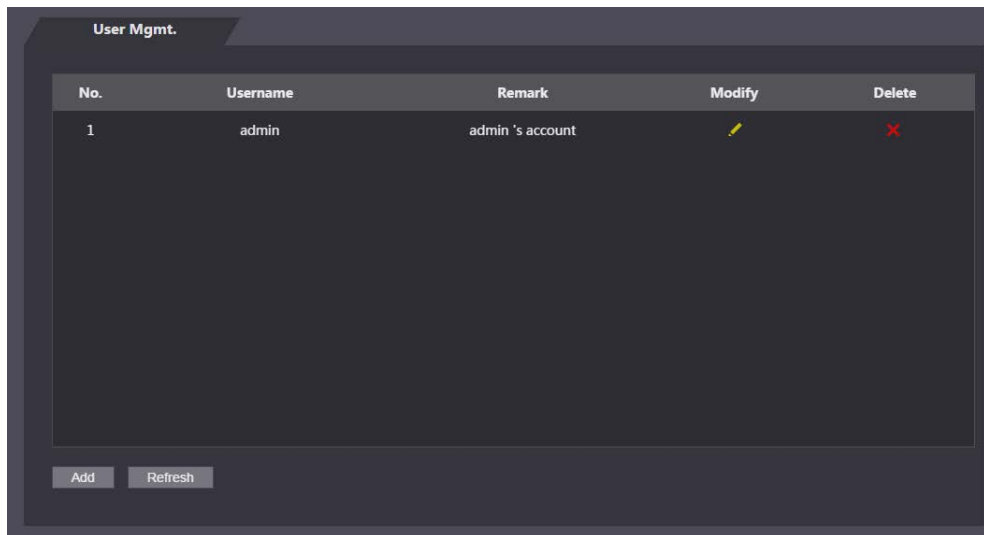 User Mgmt.
No. Username Remark Modify Delete
1 admin admin 's account
Add Refresh